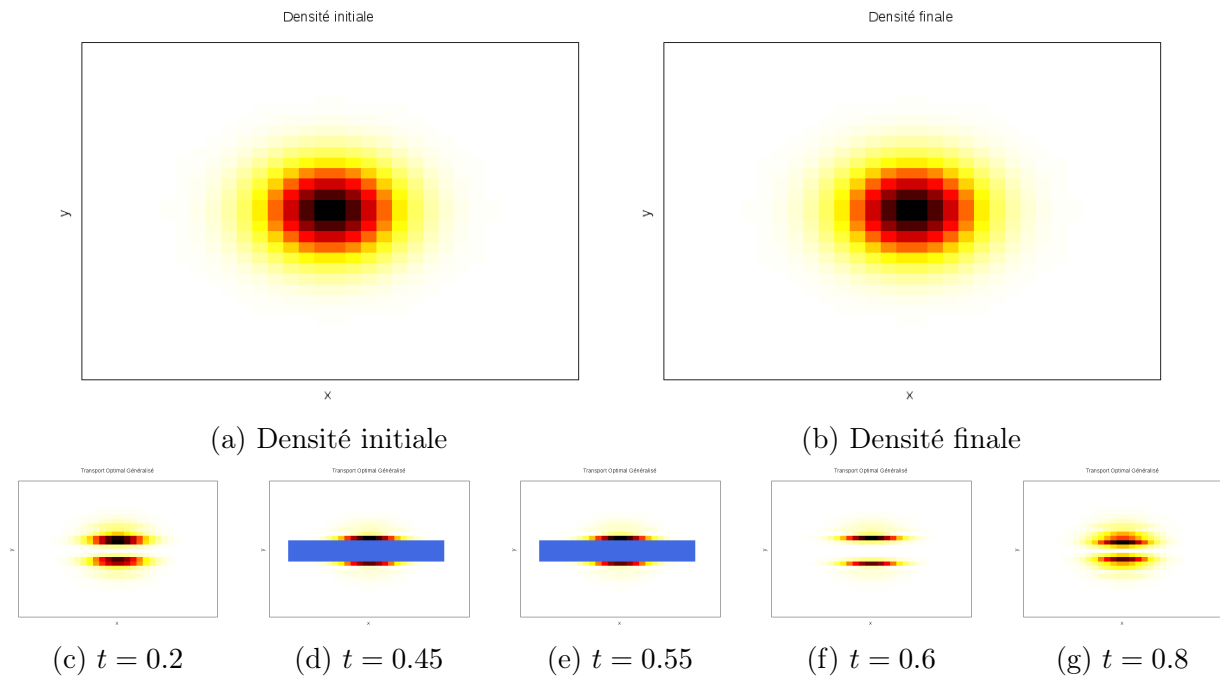 Densité initiale
Densité finale
y
y
x
x
(a) Densité initiale
(b) Densité finale
Transport Optimal Généralisé
Transport Optimal Généralisé
Transport Optimal Généralisé
Transport Optimal Généralisé
Transport Optimal Généralisé
y
y
y
y
y
x
x
x
x
x
(c) t = 0.2
(d) t = 0.45
(e) t = 0.55
(f) t = 0.6
(g) t = 0.8